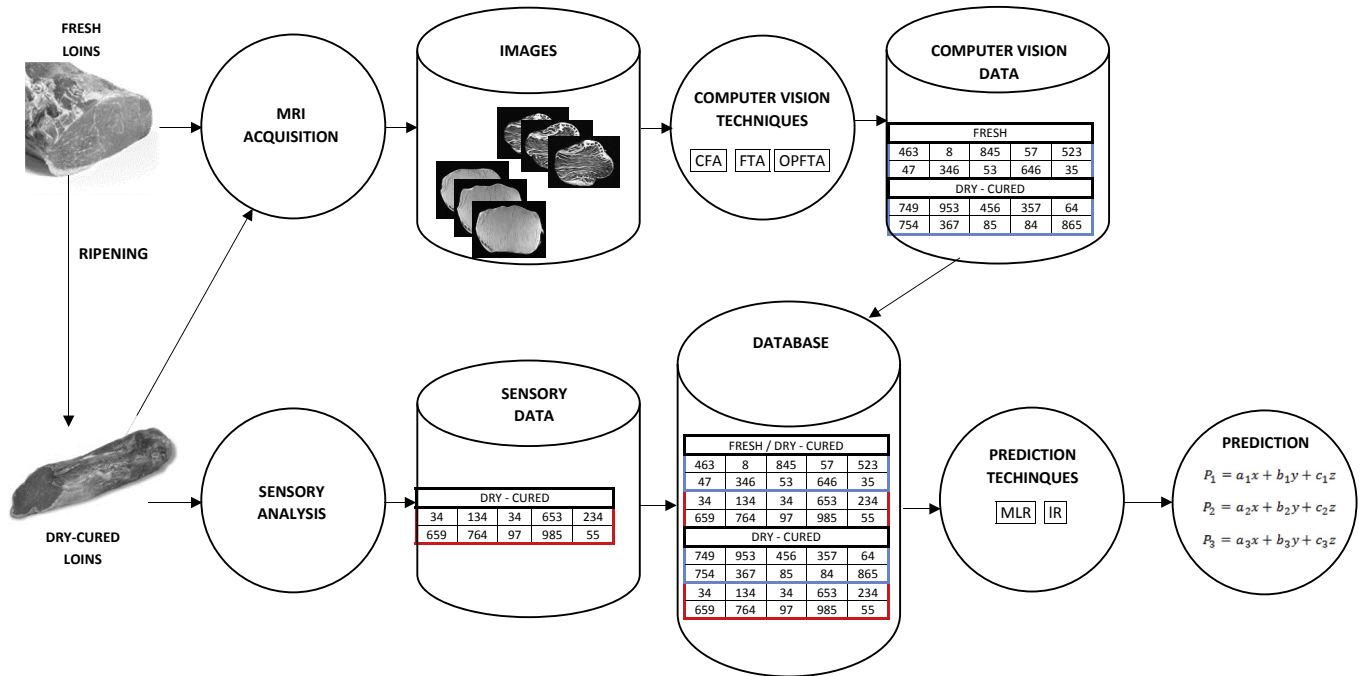 FRESH
LOINS
MRI
ACQUISITION
IMAGES
COMPUTER VISION
TECHNIQUES
CFA FTA OPFTA
COMPUTER VISION
DATA
FRESH
463 8 845 57 523
47 346 53 646 35
DRY - CURED
749 953 456 357 64
754 367 85 84 865
RIPENING
DRY-CURED
LOINS
SENSORY
ANALYSIS
SENSORY
DATA
DRY - CURED
34 134 34 653 234
659 764 97 985 55
DATABASE
FRESH / DRY - CURED
463 8 845 57 523
47 346 53 646 35
34 134 34 653 234
659 764 97 985 55
DRY - CURED
749 953 456 357 64
754 367 85 84 865
34 134 34 653 234
659 764 97 985 55
PREDICTION
TECHINQUES
MLR IR
PREDICTION
P₁ = a₁x + b₁y + c₁z
P₂ = a₂x + b₂y + c₂z
P₃ = a₃x + b₃y + c₃z